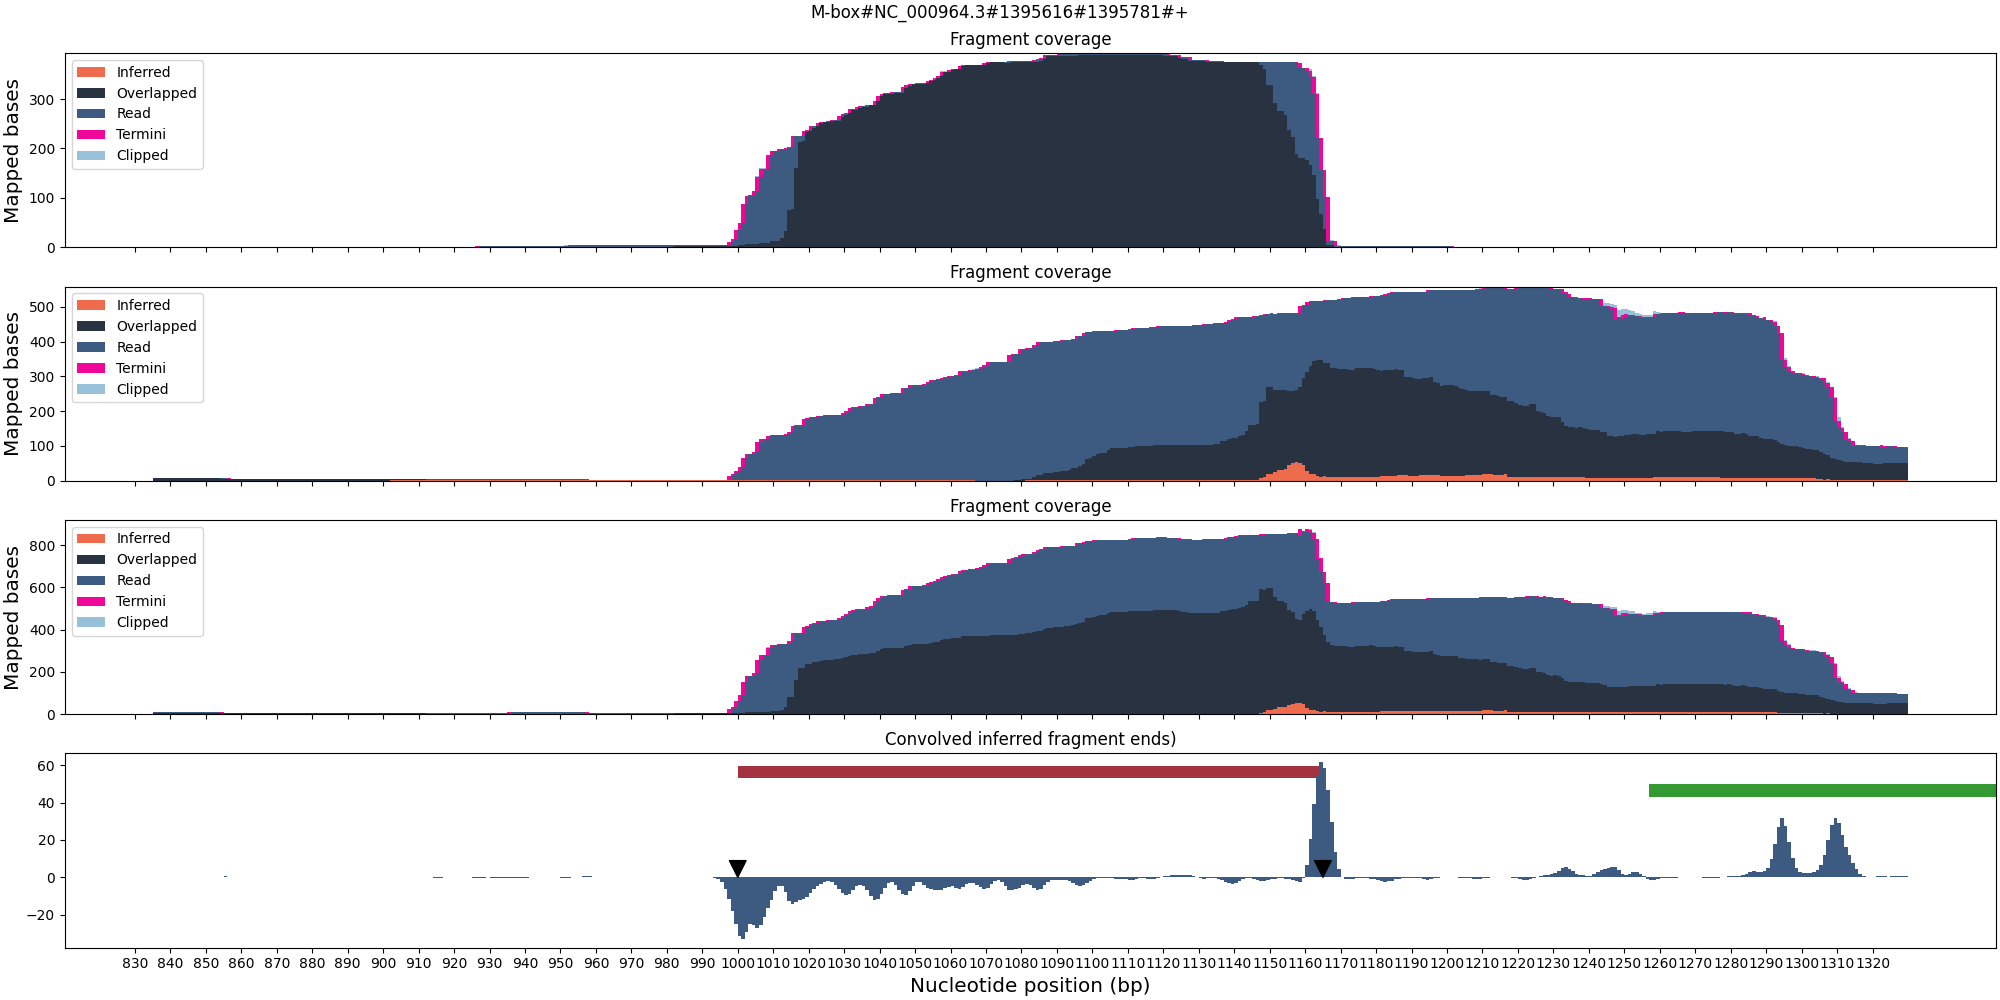 M-box#NC_000964.3#1395616#1395781#+
Fragment coverage
Mapped bases
300
200
100
0
Inferred
Overlapped
Read
Termini
Clipped
Fragment coverage
Mapped bases
500
400
300
200
100
0
Inferred
Overlapped
Read
Termini
Clipped
Fragment coverage
Mapped bases
800
600
400
200
0
Inferred
Overlapped
Read
Termini
Clipped
Convolved inferred fragment ends)
60
40
20
0
−20
830 840 850 860 870 880 890 900 910 920 930 940 950 960 970 980 990 1000 1010 1020 1030 1040 1050 1060 1070 1080 1090 1100 1110 1120 1130 1140 1150 1160 1170 1180 1190 1200 1210 1220 1230 1240 1250 1260 1270 1280 1290 1300 1310 1320
Nucleotide position (bp)